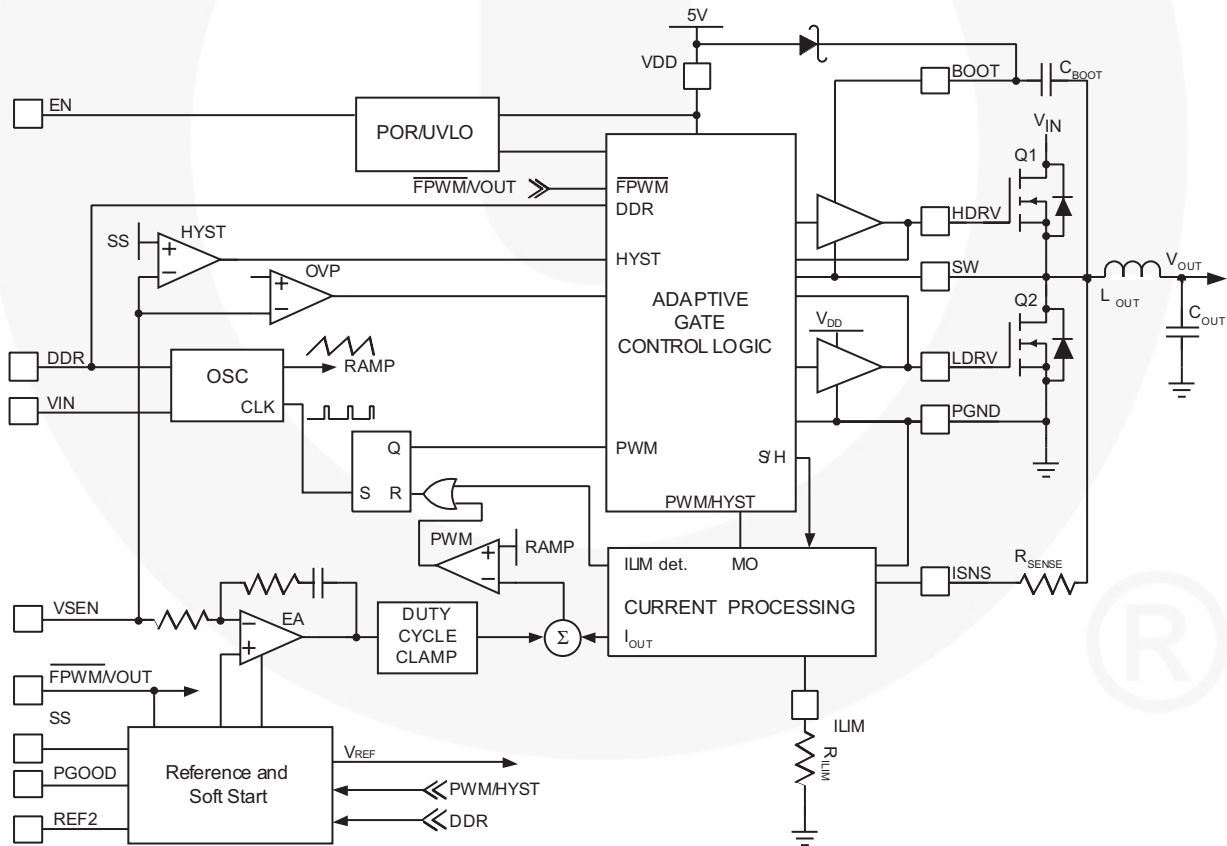 5V
VDD
BOOT
CBOOT
EN
POR/UVLO
VIN
Q1
FPWM/VOUT
FPWM
DDR
HDRV
SS
HYST
HYST
OVP
SW
VOUT
LOUT
ADAPTIVE
GATE
CONTROL LOGIC
VDD
Q2
COUT
DDR
RAMP
OSC
LDRV
VIN
CLK
PGND
Q
PWM
S/H
S
R
PWM/HYST
PWM
RAMP
ILIM det.
MO
ISNS
RSENSE
CURRENT PROCESSING
VSEN
EA
DUTY
CYCLE
CLAMP
Σ
IOUT
FPWM/VOUT
SS
ILIM
RILIM
VREF
PGOOD
Reference and
Soft Start
PWM/HYST
REF2
DDR
+
−
+
−
+
−
−
+
®